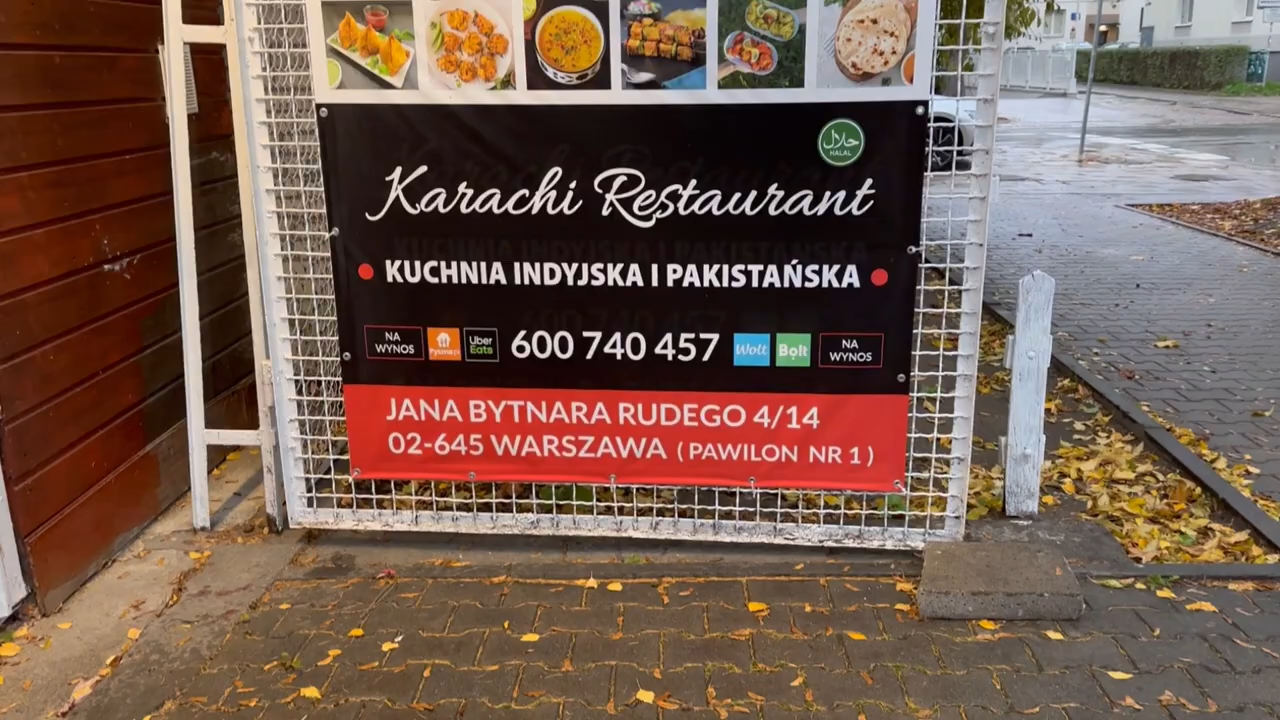 حلال
HALAL
Karachi Restaurant
KUCHNIA INDYJSKA I PAKISTAŃSKA
NA WYNOS
Pyszne.pl
Uber Eats
600 740 457
Wolt
Bolt
NA WYNOS
JANA BYTNARA RUDEGO 4/14
02-645 WARSZAWA (PAWILON NR 1)